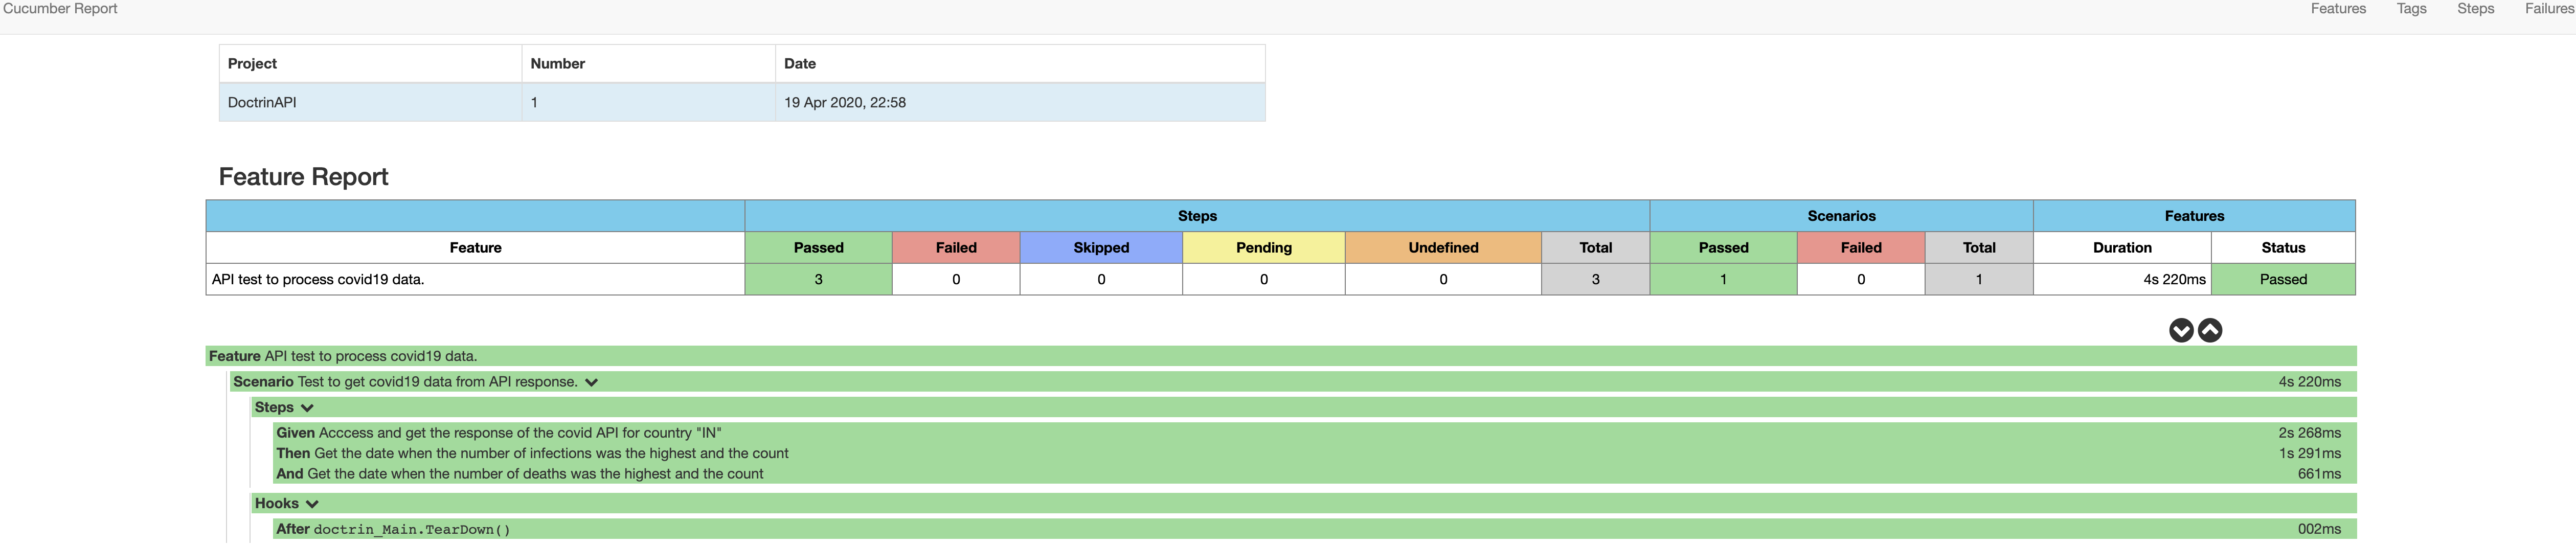 Cucumber Report Features Tags Steps Failures
Project Number Date
DoctrinAPI 1 19 Apr 2020, 22:58
Feature Report
Steps Scenarios Features
Feature Passed Failed Skipped Pending Undefined Total Passed Failed Total Duration Status
API test to process covid19 data. 3 0 0 0 0 3 1 0 1 4s 220ms Passed
Feature API test to process covid19 data.
Scenario Test to get covid19 data from API response. 4s 220ms
Steps
Given Acccess and get the response of the covid API for country "IN" 2s 268ms
Then Get the date when the number of infections was the highest and the count 1s 291ms
And Get the date when the number of deaths was the highest and the count 661ms
Hooks
After doctrin_Main.TearDown() 002ms